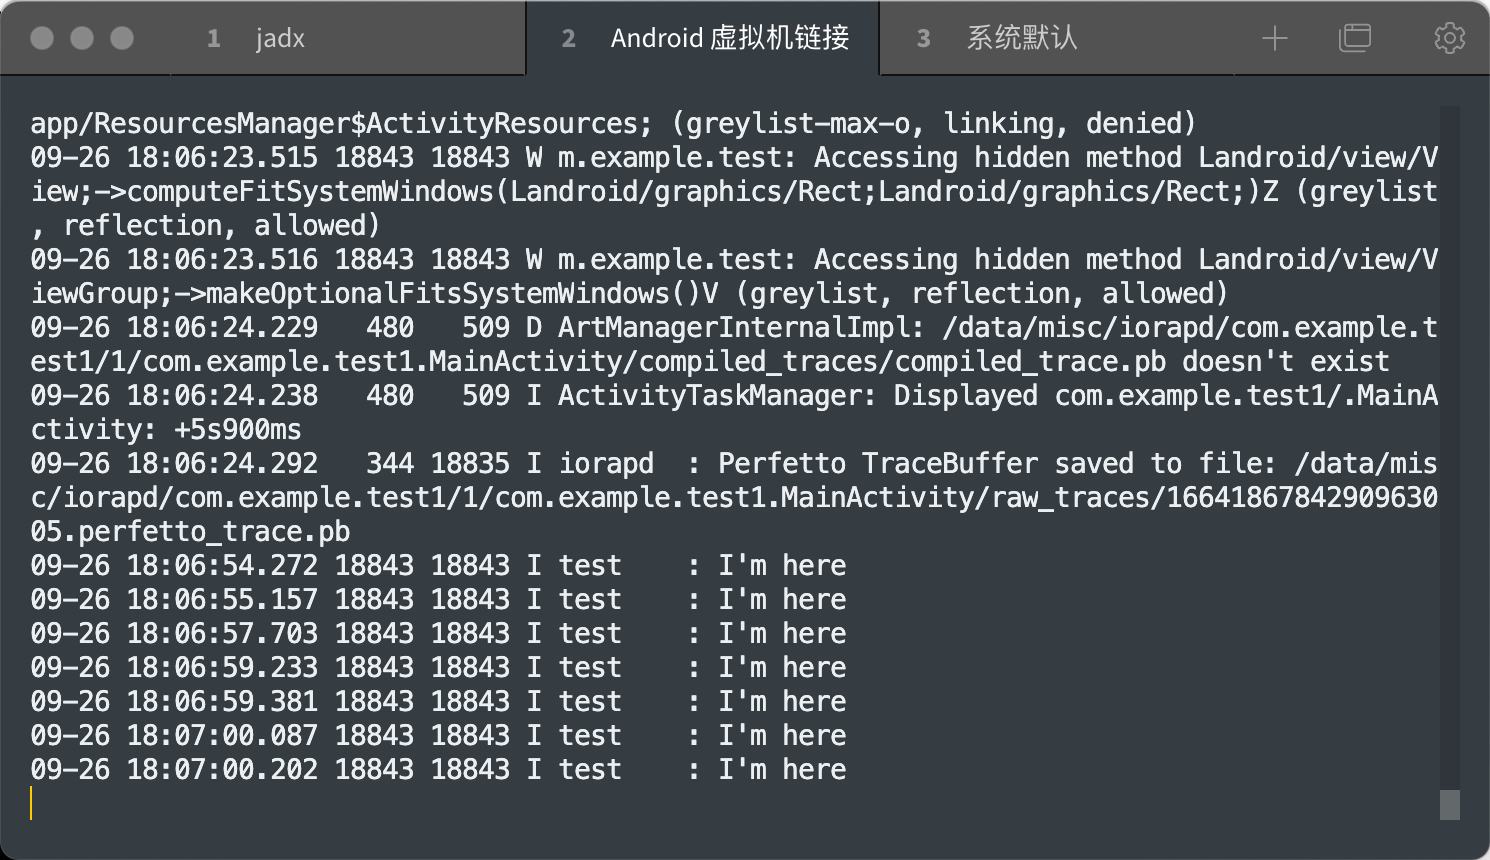 1 jadx 2 Android 虚拟机链接 3 系统默认
app/ResourcesManager$ActivityResources; (greylist-max-o, linking, denied)
09-26 18:06:23.515 18843 18843 W m.example.test: Accessing hidden method Landroid/view/V
iew;->computeFitSystemWindows(Landroid/graphics/Rect;Landroid/graphics/Rect;)Z (greylist
, reflection, allowed)
09-26 18:06:23.516 18843 18843 W m.example.test: Accessing hidden method Landroid/view/V
iewGroup;->makeOptionalFitsSystemWindows()V (greylist, reflection, allowed)
09-26 18:06:24.229   480   509 D ArtManagerInternalImpl: /data/misc/iorapd/com.example.t
est1/1/com.example.test1.MainActivity/compiled_traces/compiled_trace.pb doesn't exist
09-26 18:06:24.238   480   509 I ActivityTaskManager: Displayed com.example.test1/.MainA
ctivity: +5s900ms
09-26 18:06:24.292   344 18835 I iorapd  : Perfetto TraceBuffer saved to file: /data/mis
c/iorapd/com.example.test1/1/com.example.test1.MainActivity/raw_traces/16641867842909630
05.perfetto_trace.pb
09-26 18:06:54.272 18843 18843 I test    : I'm here
09-26 18:06:55.157 18843 18843 I test    : I'm here
09-26 18:06:57.703 18843 18843 I test    : I'm here
09-26 18:06:59.233 18843 18843 I test    : I'm here
09-26 18:06:59.381 18843 18843 I test    : I'm here
09-26 18:07:00.087 18843 18843 I test    : I'm here
09-26 18:07:00.202 18843 18843 I test    : I'm here